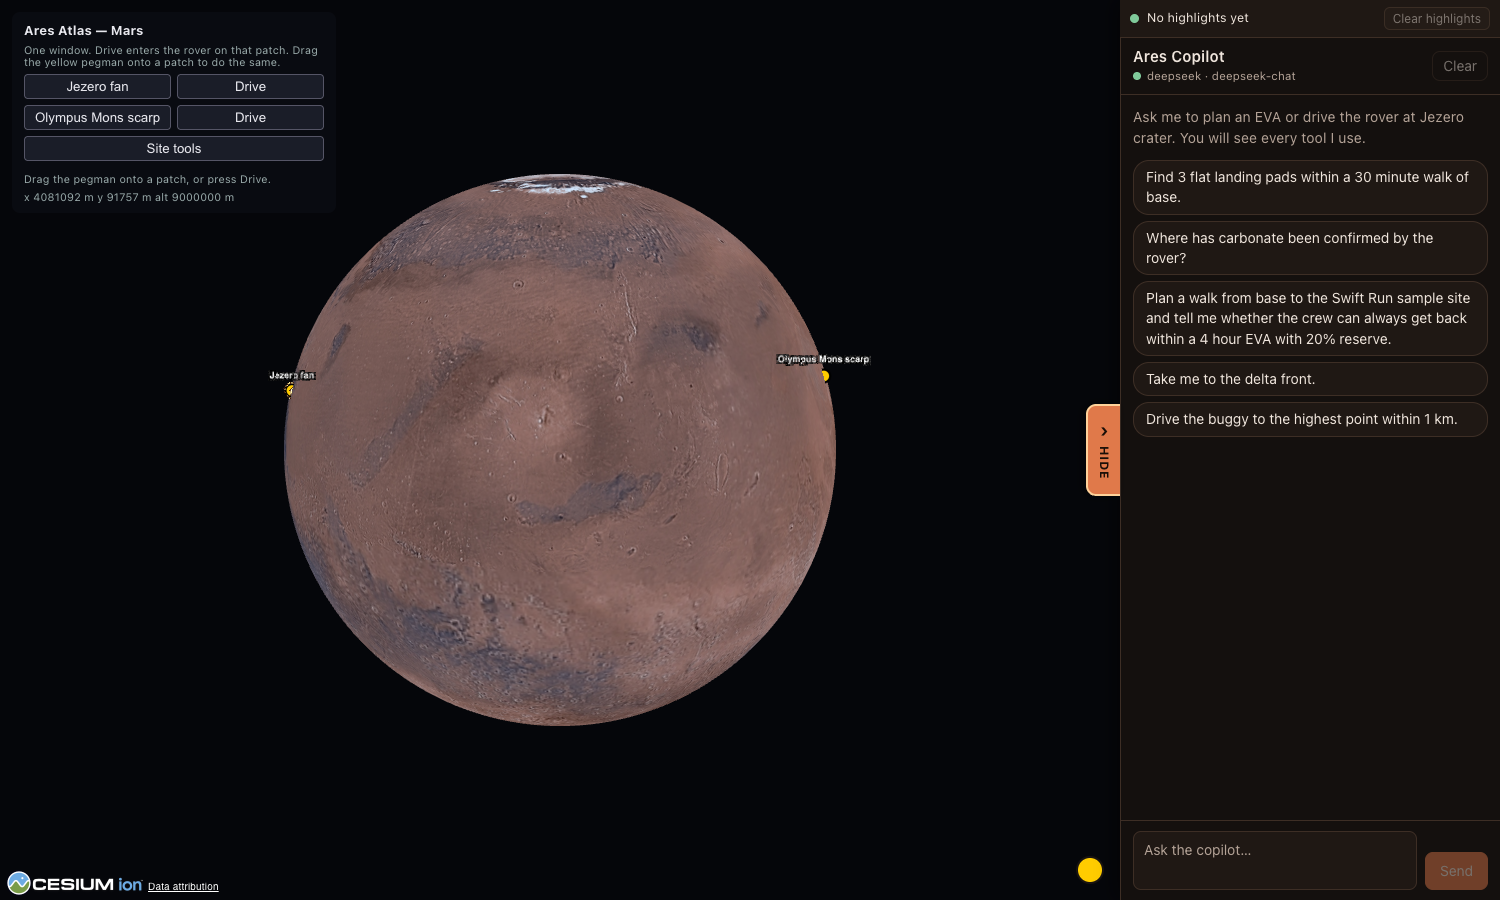 Ares Atlas — Mars
One window. Drive enters the rover on that patch. Drag
the yellow pegman onto a patch to do the same.
Jezero fan
Drive
Olympus Mons scarp
Drive
Site tools
Drag the pegman onto a patch, or press Drive.
x 4081092 m y 91757 m alt 9000000 m
Jezero fan
Olympus Mons scarp
CESIUM ion
Data attribution
HIDE
No highlights yet
Clear highlights
Ares Copilot
deepseek · deepseek-chat
Clear
Ask me to plan an EVA or drive the rover at Jezero
crater. You will see every tool I use.
Find 3 flat landing pads within a 30 minute walk of
base.
Where has carbonate been confirmed by the
rover?
Plan a walk from base to the Swift Run sample site
and tell me whether the crew can always get back
within a 4 hour EVA with 20% reserve.
Take me to the delta front.
Drive the buggy to the highest point within 1 km.
Ask the copilot...
Send